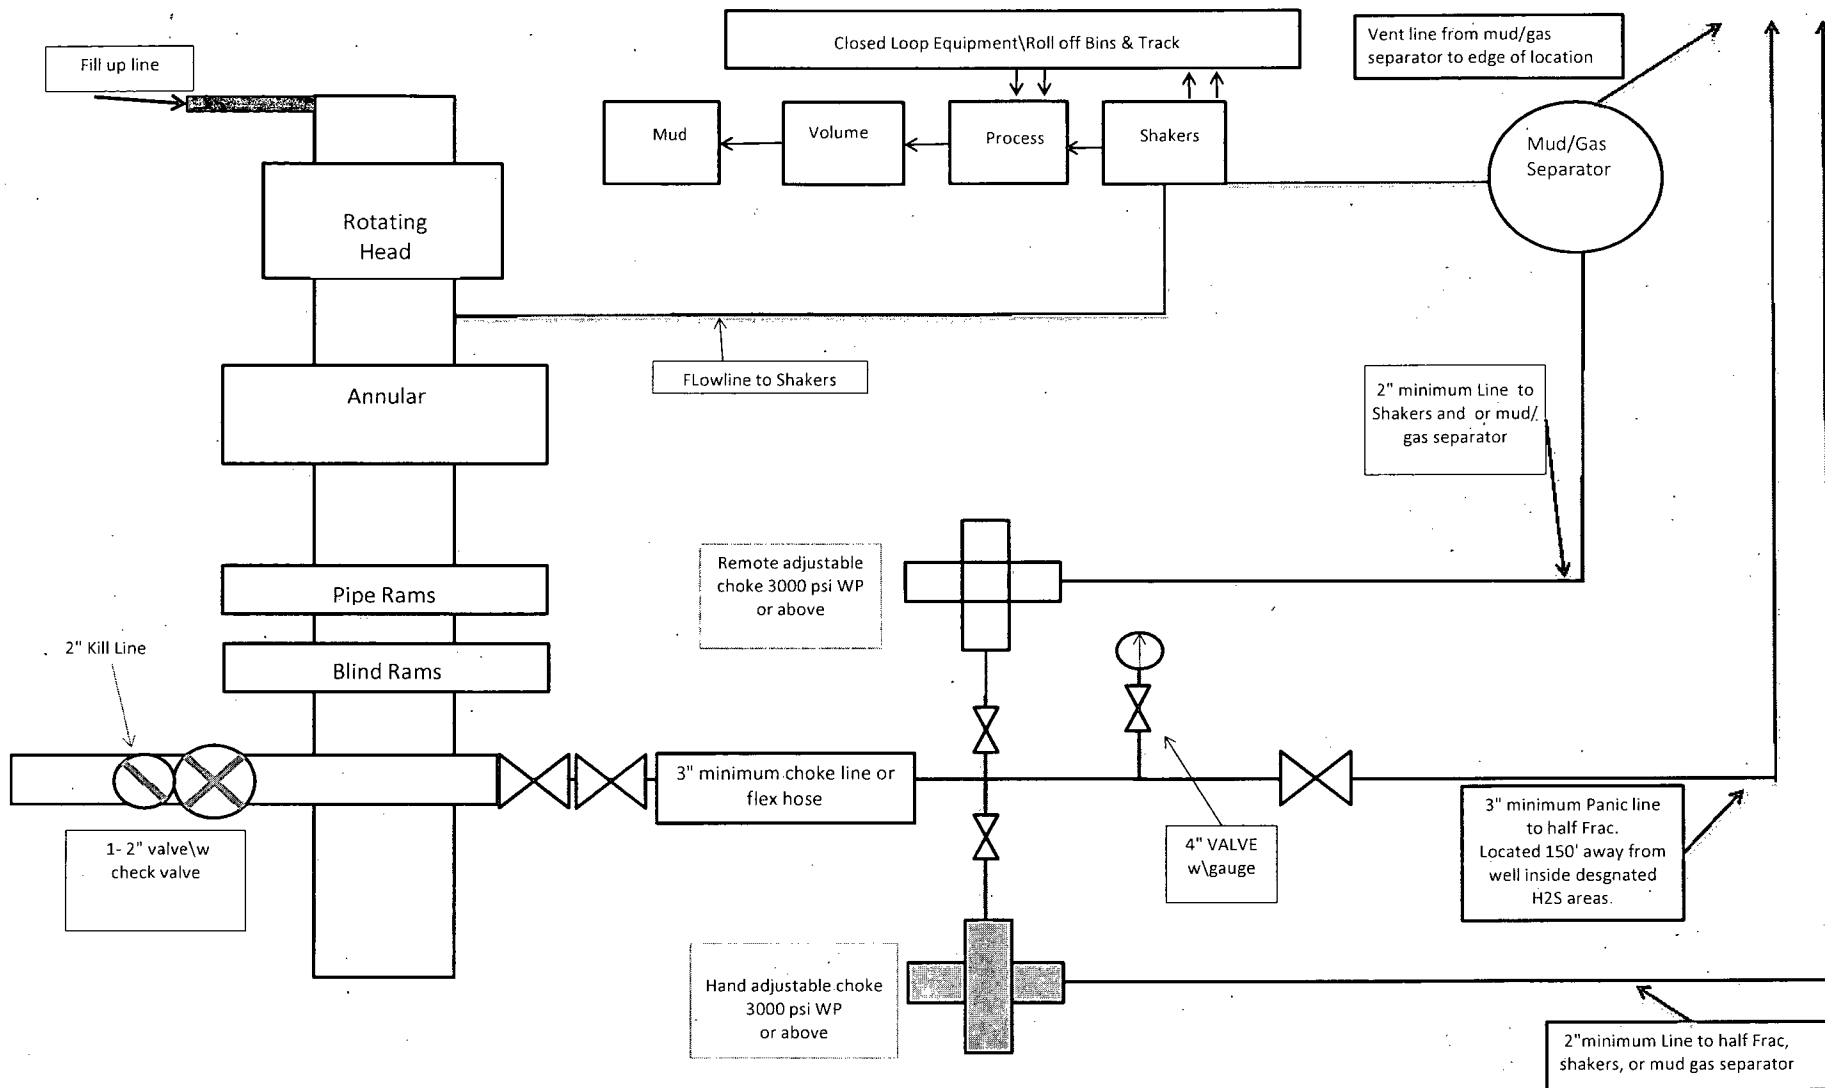 Closed Loop Equipment\Roll off Bins & Track
Vent line from mud/gas
separator to edge of location
Fill up line
Mud
Volume
Process
Shakers
Mud/Gas
Separator
Rotating
Head
FLowline to Shakers
Annular
2" minimum Line to
Shakers and or mud/
gas separator
Remote adjustable
choke 3000 psi WP
or above
Pipe Rams
2" Kill Line
Blind Rams
3" minimum choke line or
flex hose
1- 2" valve\w
check valve
4" VALVE
w\gauge
3" minimum Panic line
to half Frac.
Located 150' away from
well inside desgnated
H2S areas.
Hand adjustable choke
3000 psi WP
or above
2"minimum Line to half Frac,
shakers, or mud gas separator